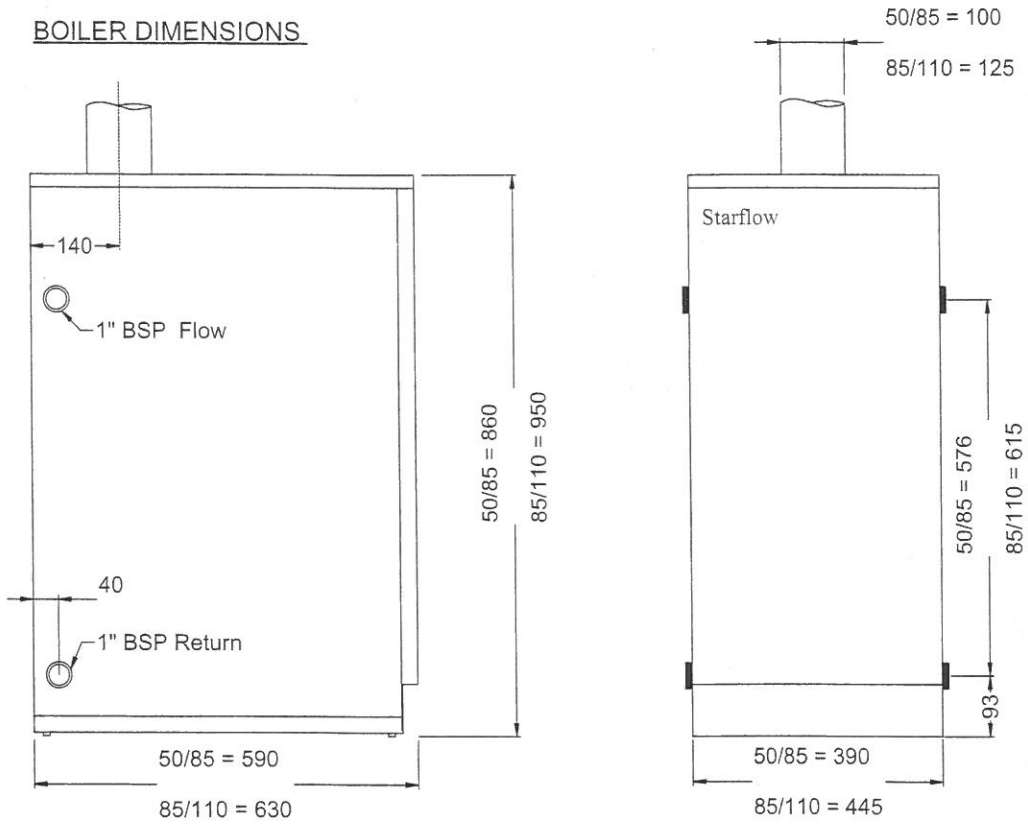 BOILER DIMENSIONS
50/85 = 100
85/110 = 125
140
1" BSP Flow
40
1" BSP Return
50/85 = 860
85/110 = 950
50/85 = 590
85/110 = 630
Starflow
50/85 = 576
85/110 = 615
93
50/85 = 390
85/110 = 445